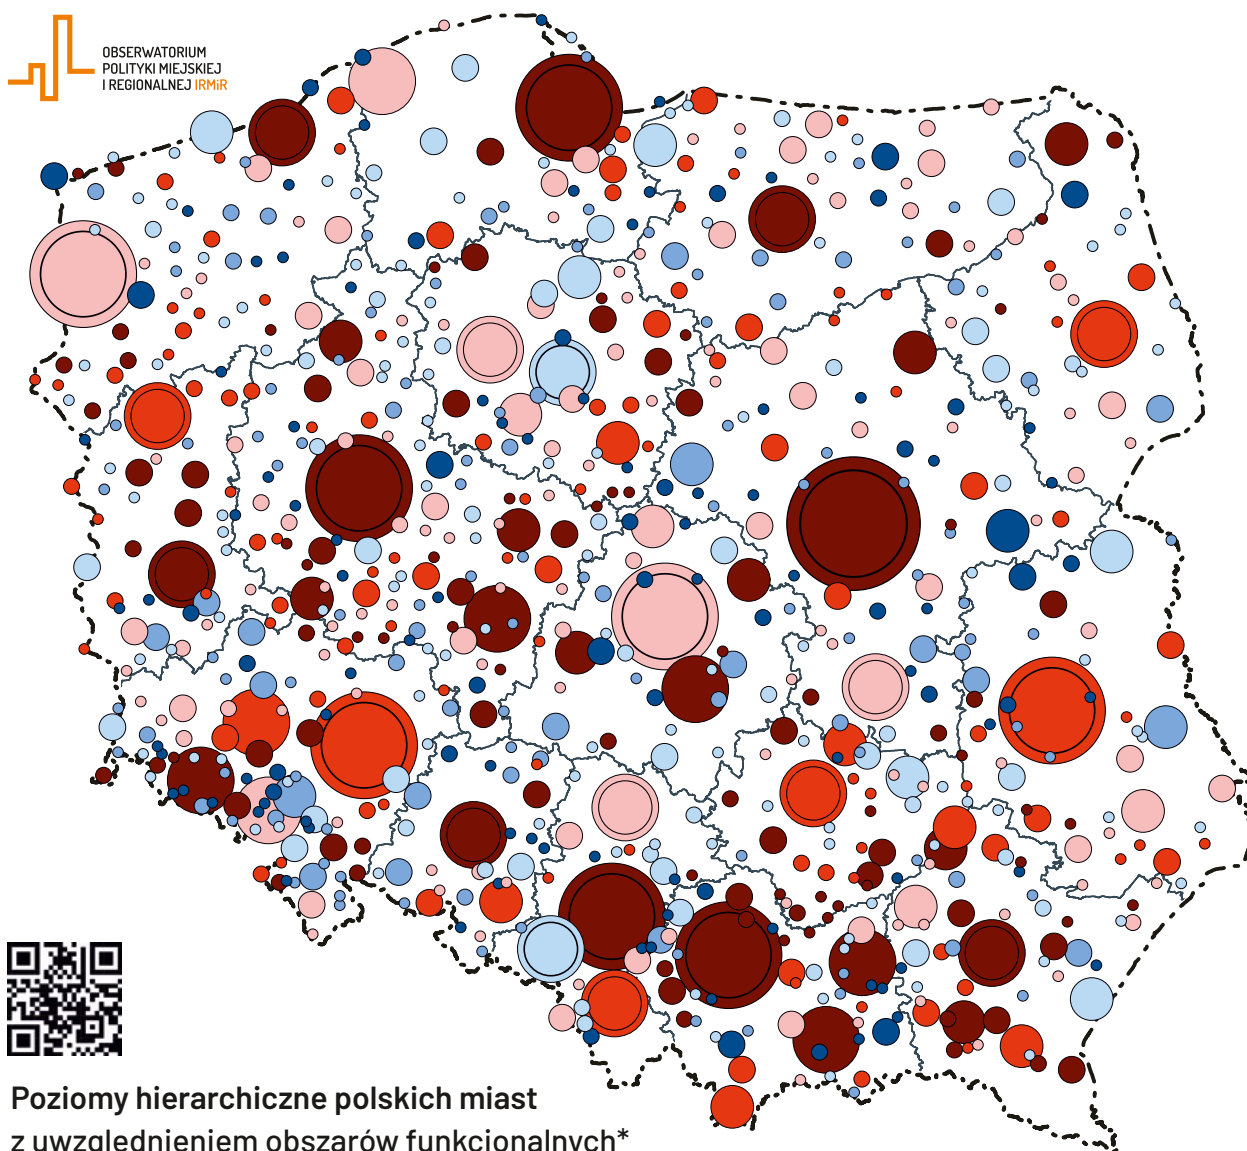 OBSERWATORIUM
POLITYKI MIEJSKIEJ
I REGIONALNEJ IRMiR
Poziomy hierarchiczne polskich miast
z uwzględnieniem obszarów funkcjonalnych*